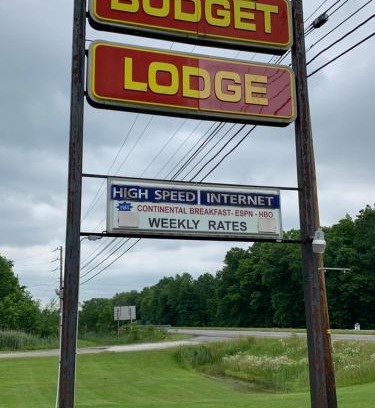 BUDGET
LODGE
HIGH SPEED INTERNET
CONTINENTAL BREAKFAST- ESPN - HBO
WEEKLY RATES